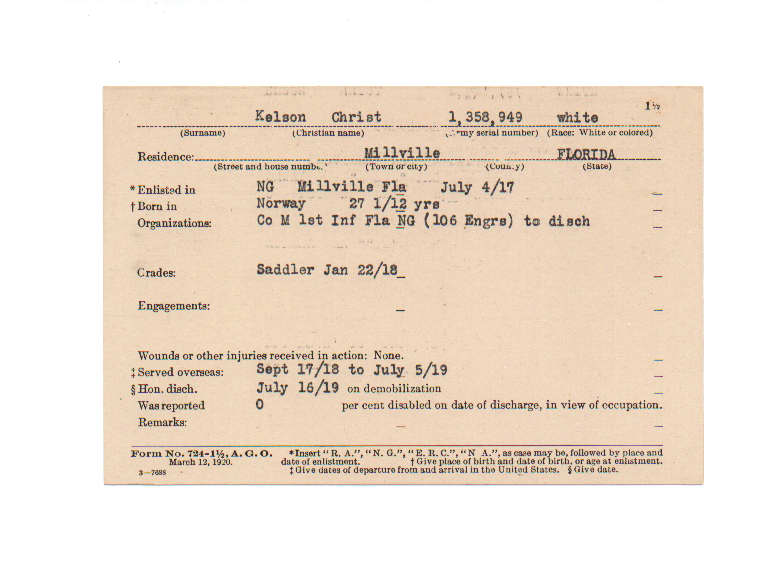 1½
Kelson Christ 1,358,949 white
(Surname) (Christian name) (Army serial number) (Race: White or colored)
Residence: Millville FLORIDA
(Street and house number) (Town or city) (County) (State)
* Enlisted in NG Millville Fla July 4/17
† Born in Norway 27 1/12 yrs
Organizations: Co M 1st Inf Fla NG (106 Engrs) to disch
Grades: Saddler Jan 22/18
Engagements: —
Wounds or other injuries received in action: None.
‡ Served overseas: Sept 17/18 to July 5/19
§ Hon. disch. July 16/19 on demobilization
Was reported 0 per cent disabled on date of discharge, in view of occupation.
Remarks: —
Form No. 724-1½, A. G. O. *Insert "R. A.", "N. G.", "E. R. C.", "N A.", as case may be, followed by place and
March 12, 1920. date of enlistment. † Give place of birth and date of birth, or age at enlistment.
3—7688 ‡ Give dates of departure from and arrival in the United States. § Give date.